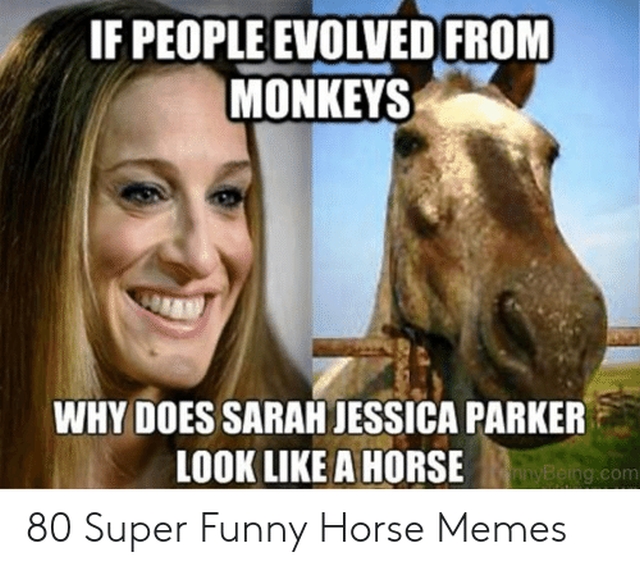 IF PEOPLE EVOLVED FROM
MONKEYS
WHY DOES SARAH JESSICA PARKER
LOOK LIKE A HORSE
80 Super Funny Horse Memes